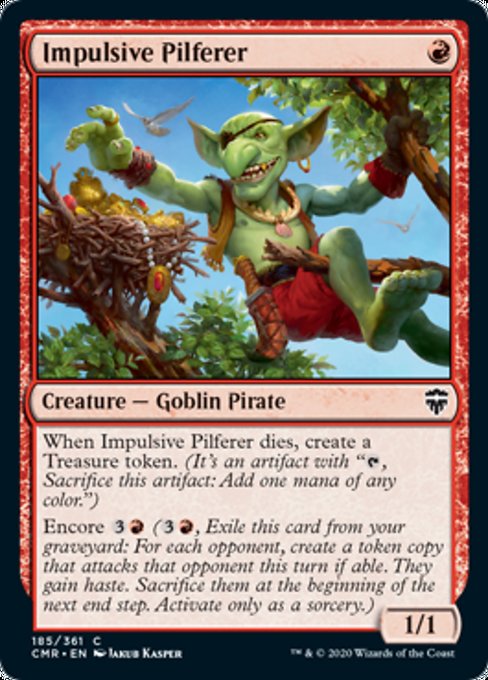 Impulsive Pilferer
Creature — Goblin Pirate
When Impulsive Pilferer dies, create a
Treasure token. (It's an artifact with “,
Sacrifice this artifact: Add one mana of any
color.”)
Encore 3 (3, Exile this card from your
graveyard: For each opponent, create a token copy
that attacks that opponent this turn if able. They
gain haste. Sacrifice them at the beginning of the
next end step. Activate only as a sorcery.)
1/1
185/361 C
CMR • EN Jakub Kasper
™ & © 2020 Wizards of the Coast